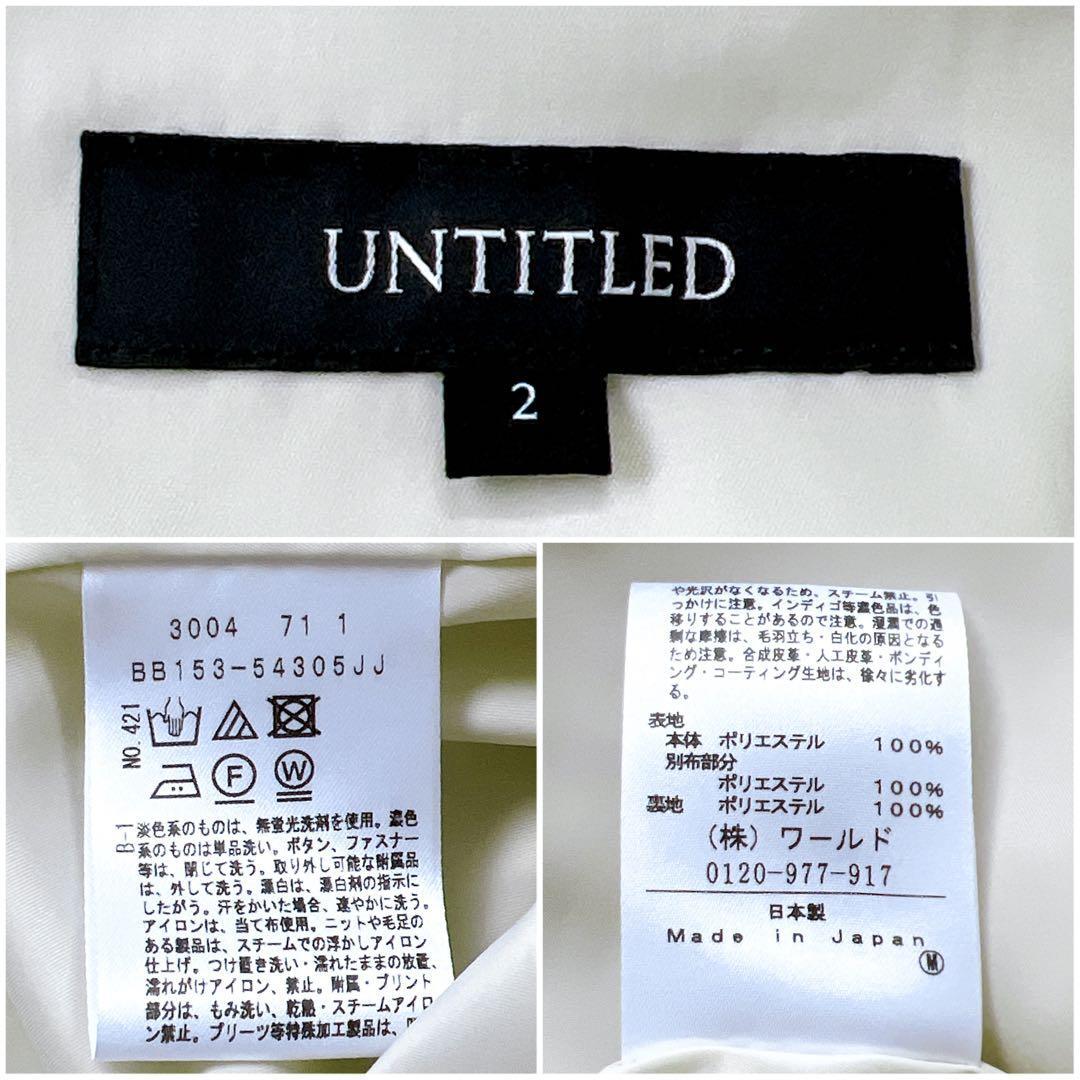 UNTITLED
2
3004 71 1
BB153-54305JJ
NO.421
F W
B-1
淡色系のものは、無蛍光洗剤を使用。濃色
系のものは単品洗い。ボタン、ファスナー
等は、閉じて洗う。取り外し可能な附属品
は、外して洗う。漂白は、漂白剤の指示に
したがう。汗をかいた場合、速やかに洗う。
アイロンは、当て布使用。ニットや毛足の
ある製品は、スチームでの浮かしアイロン
仕上げ。つけ置き洗い・濡れたままの放置、
濡れがけアイロン、禁止。附属・プリント
部分は、もみ洗い、乾熱・スチームアイロ
ン禁止。プリーツ等特殊加工製品は、
や光沢がなくなるため、スチーム禁止。引
っかけに注意。インディゴ等濃色品は、色
移りすることがあるので注意。湿潤での過
剰な摩擦は、毛羽立ち・白化の原因となる
ため注意。合成皮革・人工皮革・ボンディ
ング・コーティング生地は、徐々に劣化す
る。
表地
本体 ポリエステル 100%
別布部分
ポリエステル 100%
裏地 ポリエステル 100%
(株)ワールド
0120-977-917
日本製
Made in Japan
M